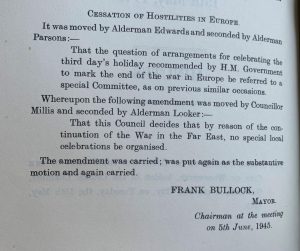 CESSATION OF HOSTILITIES IN EUROPE.
It was moved by Alderman Edwards and seconded by Alderman
Parsons:—
That the question of arrangements for celebrating the
third day's holiday recommended by H.M. Government
to mark the end of the war in Europe be referred to a
special Committee, as on previous similar occasions.
Whereupon the following amendment was moved by Councillor
Millis and seconded by Alderman Looker:—
That this Council decides that by reason of the con-
tinuation of the War in the Far East, no special local
celebrations be organised.
The amendment was carried; was put again as the substantive
motion and again carried.
FRANK BULLOCK,
MAYOR.
Chairman at the meeting
on 5th June, 1945.